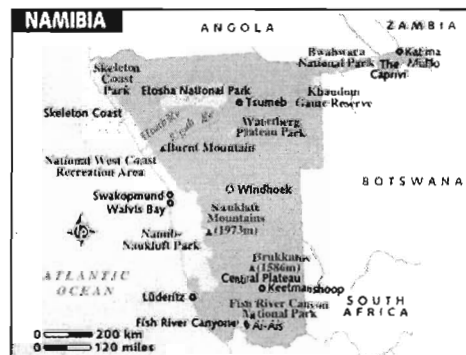 NAMIBIA
ANGOLA
ZAMBIA
Bwabwata
National Park
Katima
Mulilo
The
Caprivi
Skeleton
Coast
Park
Etosha National Park
Tsumeb
Khaudom
Game Reserve
Skeleton Coast
Waterberg
Plateau Park
Burnt Mountain
National West Coast
Recreation Area
BOTSWANA
Swakopmund
Walvis Bay
Windhoek
Naukluft
Mountains
(1973m)
Namib-
Naukluft Park
Brukkaros
(1586m)
Central Plateau
Keetmanshoop
ATLANTIC
OCEAN
Lüderitz
Fish River Canyon
National Park
SOUTH
AFRICA
Fish River Canyon
Ai-Ais
0 200 km
0 120 miles